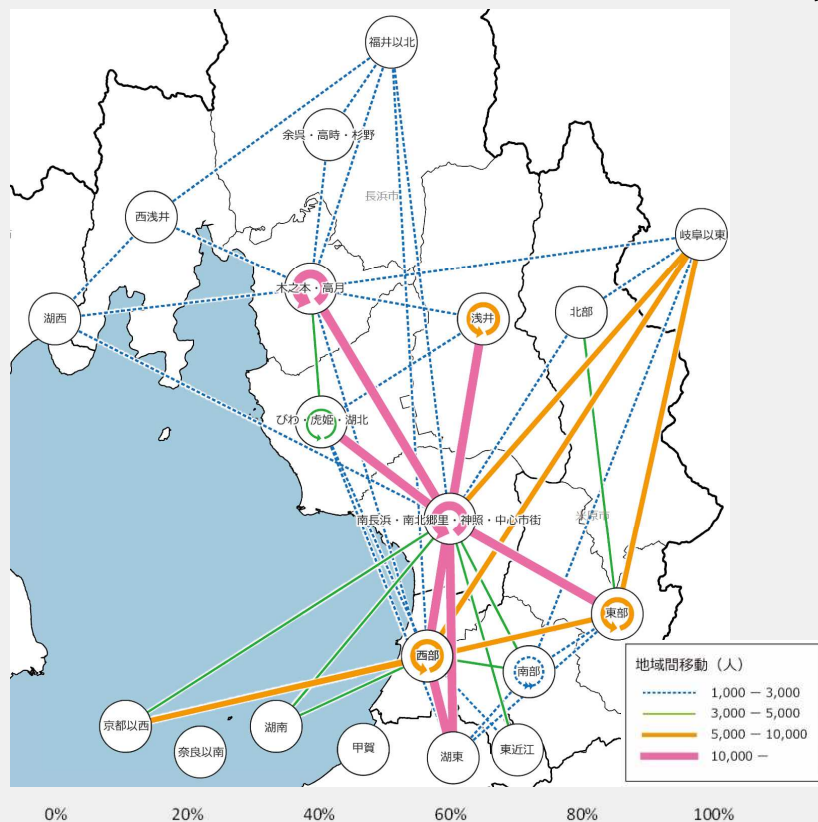 福井以北
余呉・高時・杉野
長浜市
西浅井
岐阜以東
木之本・高月
湖西
浅井
北部
びわ・虎姫・湖北
南長浜・南北郷里・神照・中心市街
米原市
東部
西部
南部
地域間移動（人）
1,000 － 3,000
3,000 － 5,000
5,000 － 10,000
10,000 －
京都以西
湖南
奈良以南
甲賀
湖東
東近江
0% 20% 40% 60% 80% 100%